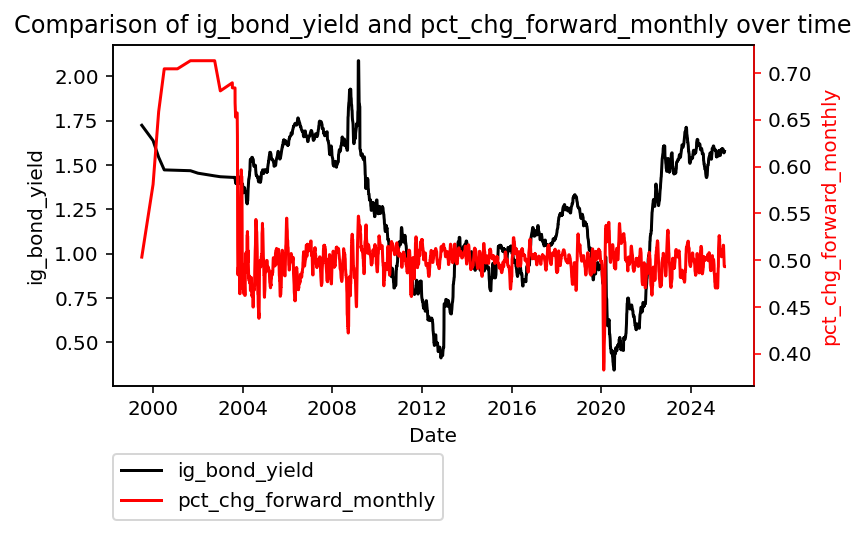 Comparison of ig_bond_yield and pct_chg_forward_monthly over time
2.00
1.75
1.50
1.25
1.00
0.75
0.50
ig_bond_yield
0.70
0.65
0.60
0.55
0.50
0.45
0.40
pct_chg_forward_monthly
2000 2004 2008 2012 2016 2020 2024
Date
ig_bond_yield
pct_chg_forward_monthly